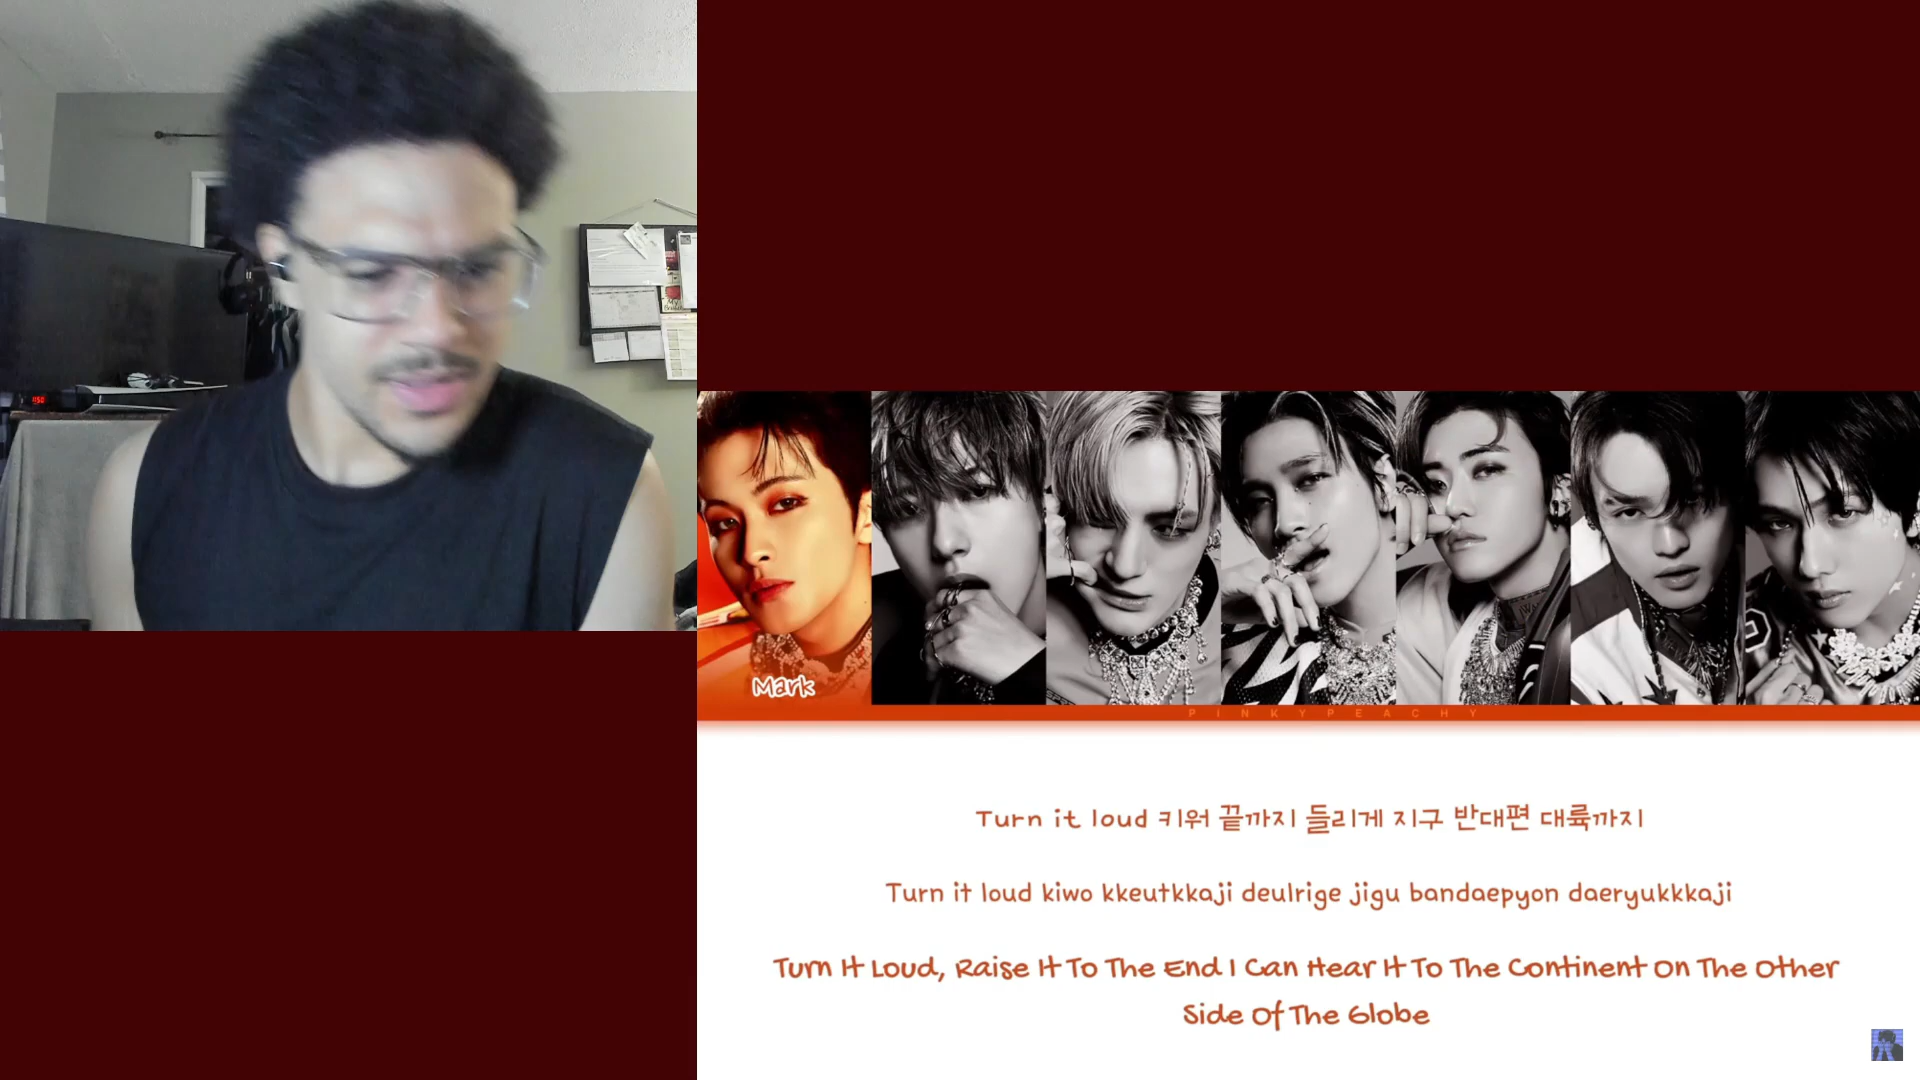 Mark
PINKYPEACHY
Turn it loud 키워 끝까지 들리게 지구 반대편 대륙까지
Turn it loud kiwo kkeutkkaji deulrige jigu bandaepyon daeryukkkaji
Turn It Loud, Raise It To The End I Can Hear It To The Continent On The Other
Side Of The Globe